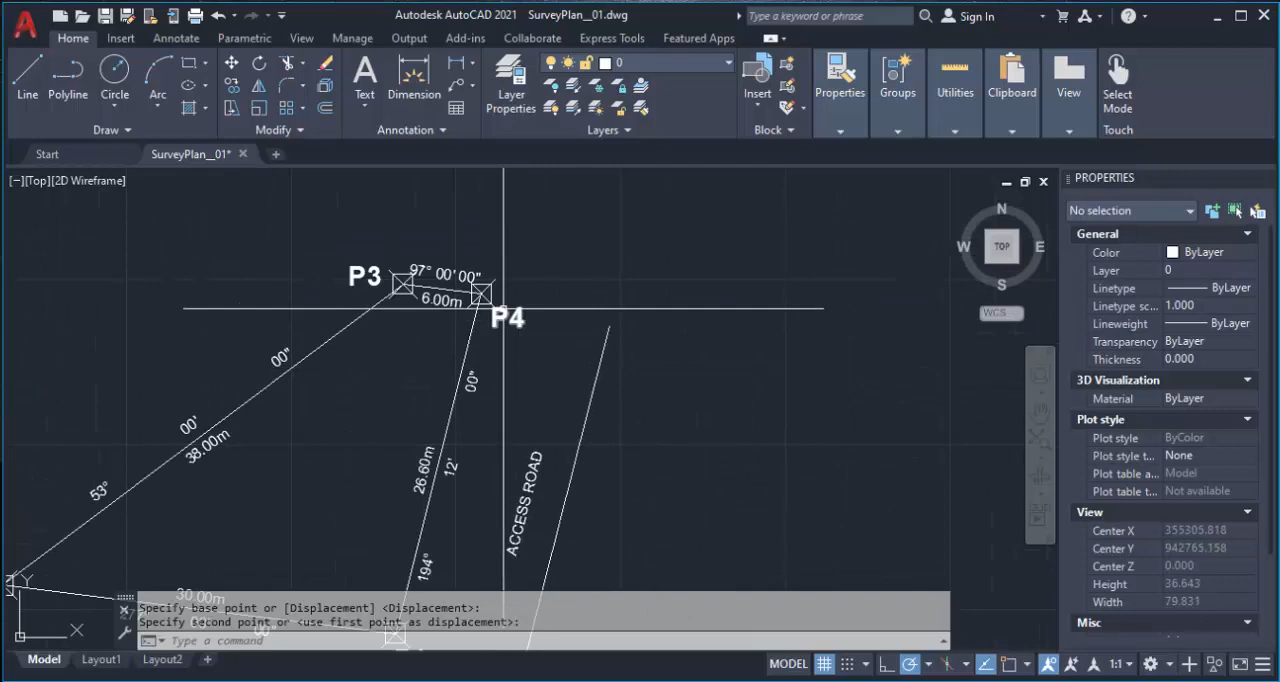 Autodesk AutoCAD 2021 SurveyPlan__01.dwg
Type a keyword or phrase
Sign In
Home Insert Annotate Parametric View Manage Output Add-ins Collaborate Express Tools Featured Apps
0
Line Polyline Circle Arc
Text Dimension
Layer Properties
Insert
Properties Groups Utilities Clipboard View
Select Mode
Draw Modify Annotation Layers Block Touch
Start SurveyPlan__01*
[−][Top][2D Wireframe]
N
W TOP E
S
WCS
P3
97° 00' 00"
6.00m
P4
00"
00'
38.00m
53°
00"
26.60m
12'
194°
ACCESS ROAD
30.00m
Y
X
PROPERTIES
No selection
General
Color ByLayer
Layer 0
Linetype ByLayer
Linetype sc... 1.000
Lineweight ByLayer
Transparency ByLayer
Thickness 0.000
3D Visualization
Material ByLayer
Plot style
Plot style ByColor
Plot style t... None
Plot table a... Model
Plot table t... Not available
View
Center X 355305.818
Center Y 942765.158
Center Z 0.000
Height 36.643
Width 79.831
Misc
Specify base point or [Displacement] <Displacement>:
Specify second point or <use first point as displacement>:
Type a command
Model Layout1 Layout2
MODEL
1:1